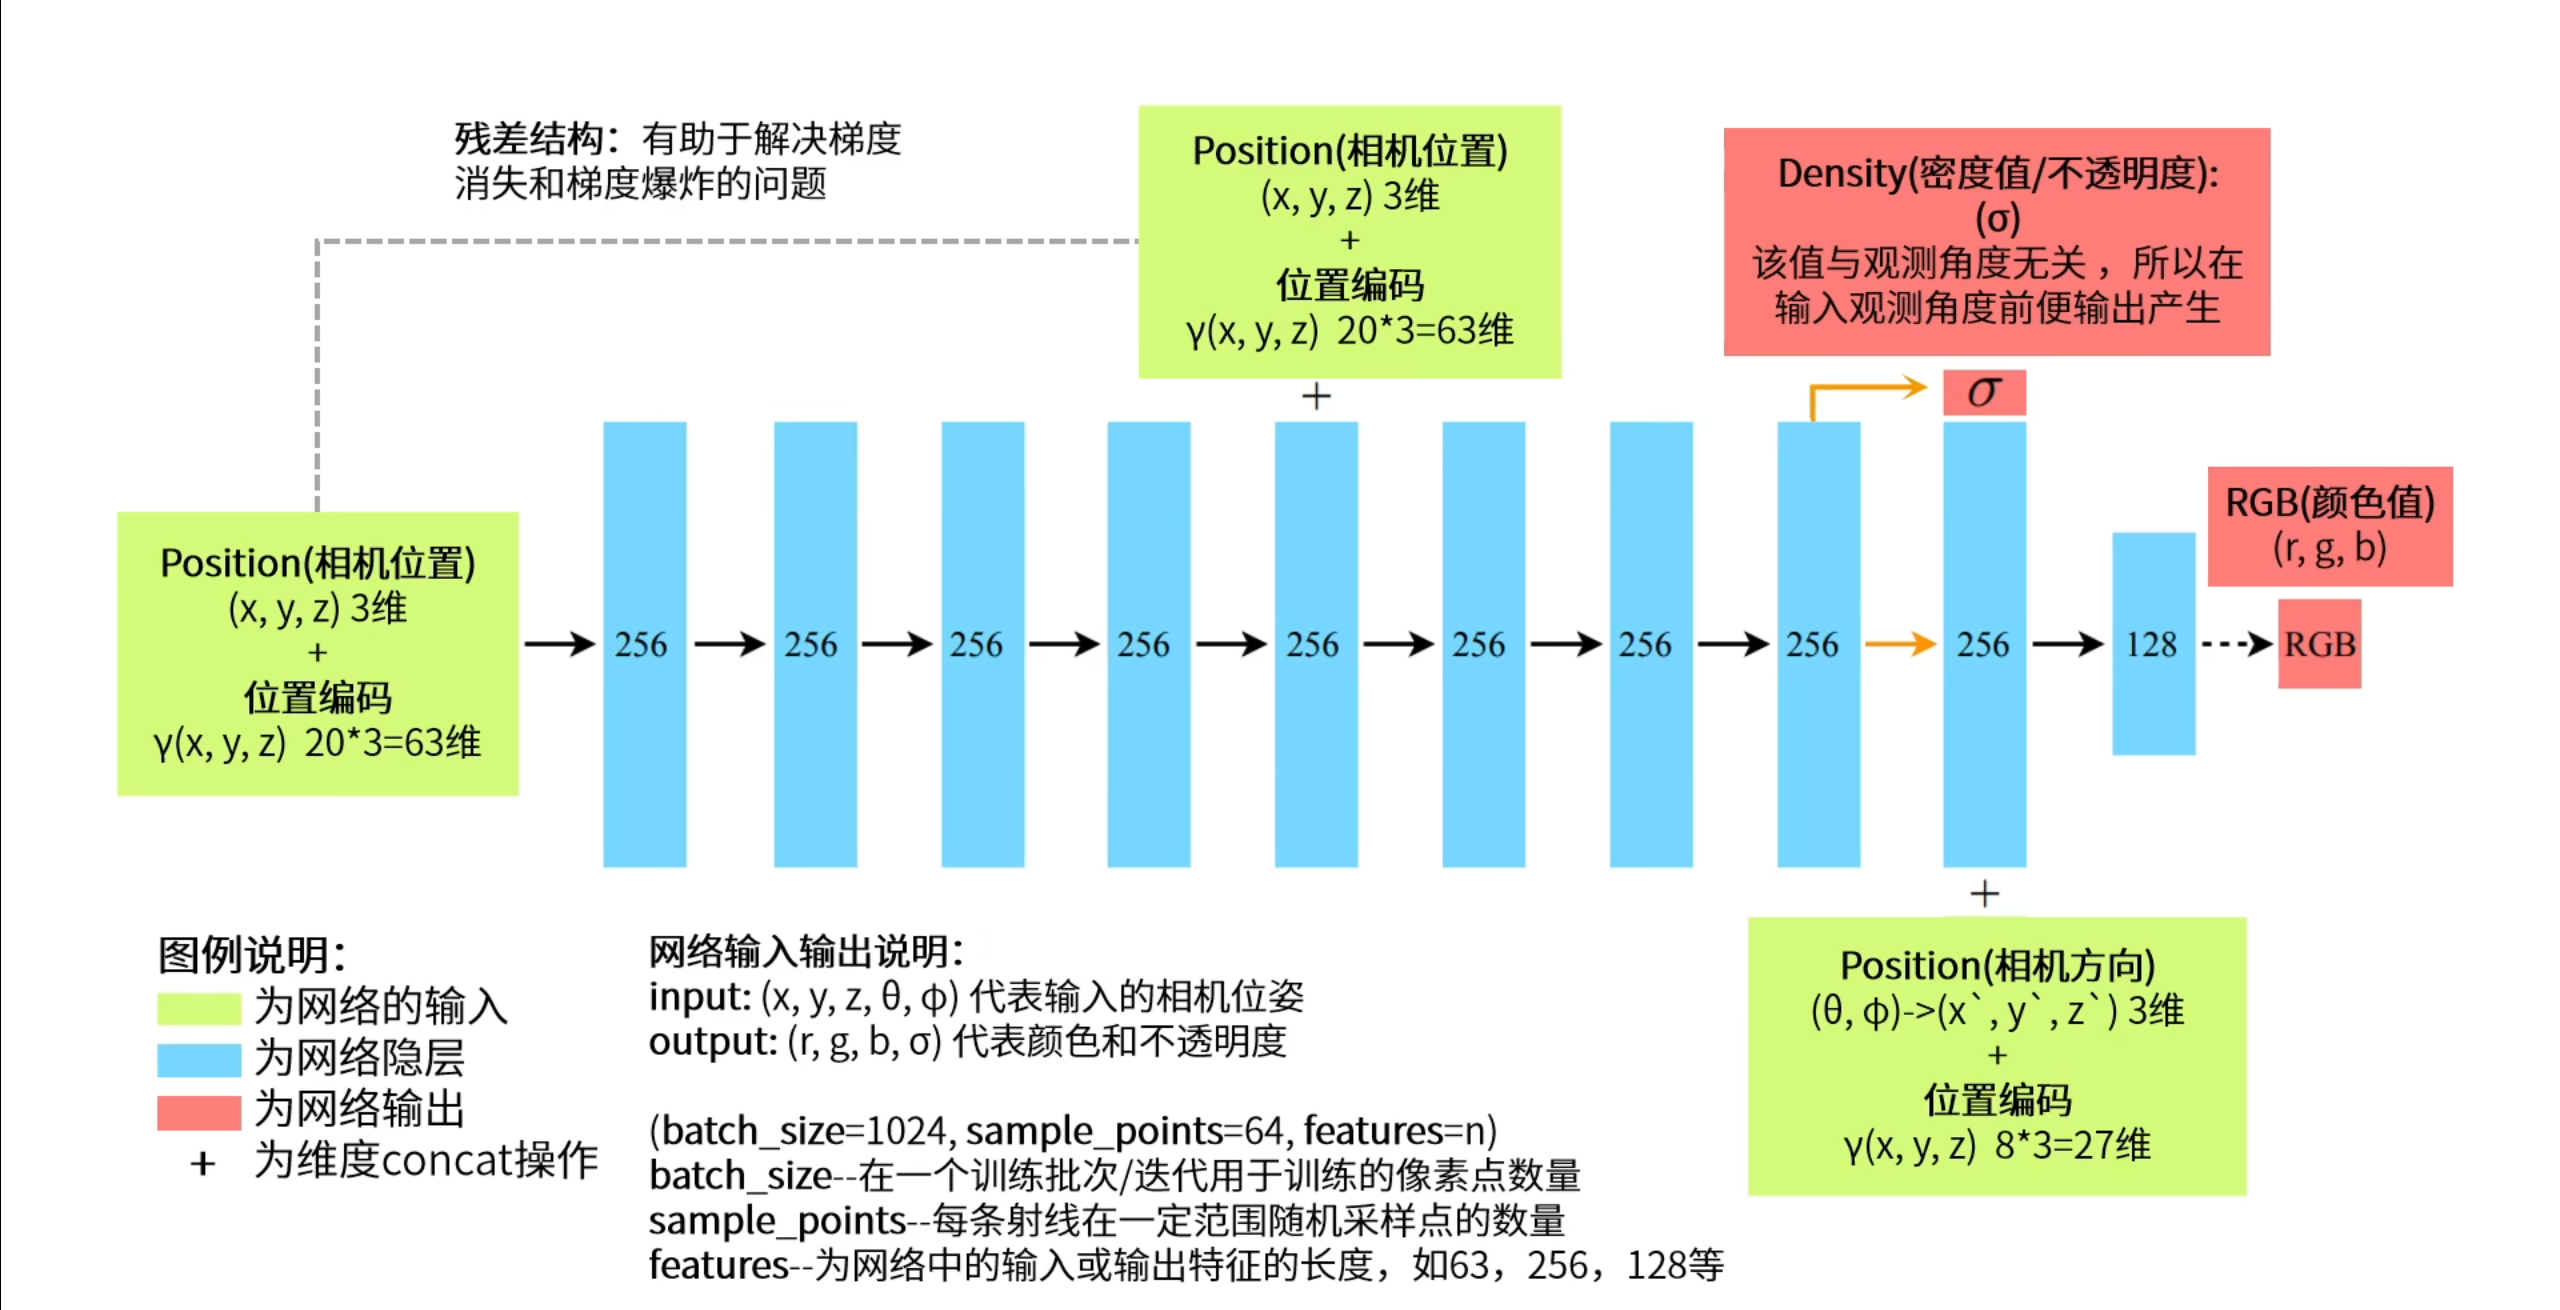 残差结构：有助于解决梯度
消失和梯度爆炸的问题
Position(相机位置)
(x, y, z) 3维
+
位置编码
γ(x, y, z)  20*3=63维
+
Density(密度值/不透明度):
(σ)
该值与观测角度无关，所以在
输入观测角度前便输出产生
σ
RGB(颜色值)
(r, g, b)
Position(相机位置)
(x, y, z) 3维
+
位置编码
γ(x, y, z)  20*3=63维
256
256
256
256
256
256
256
256
256
128
RGB
+
Position(相机方向)
(θ, ф)->(x`, y`, z`) 3维
+
位置编码
γ(x, y, z)  8*3=27维
图例说明：
为网络的输入
为网络隐层
为网络输出
+ 为维度concat操作
网络输入输出说明：
input: (x, y, z, θ, ф) 代表输入的相机位姿
output: (r, g, b, σ) 代表颜色和不透明度
(batch_size=1024, sample_points=64, features=n)
batch_size--在一个训练批次/迭代用于训练的像素点数量
sample_points--每条射线在一定范围随机采样点的数量
features--为网络中的输入或输出特征的长度，如63，256，128等